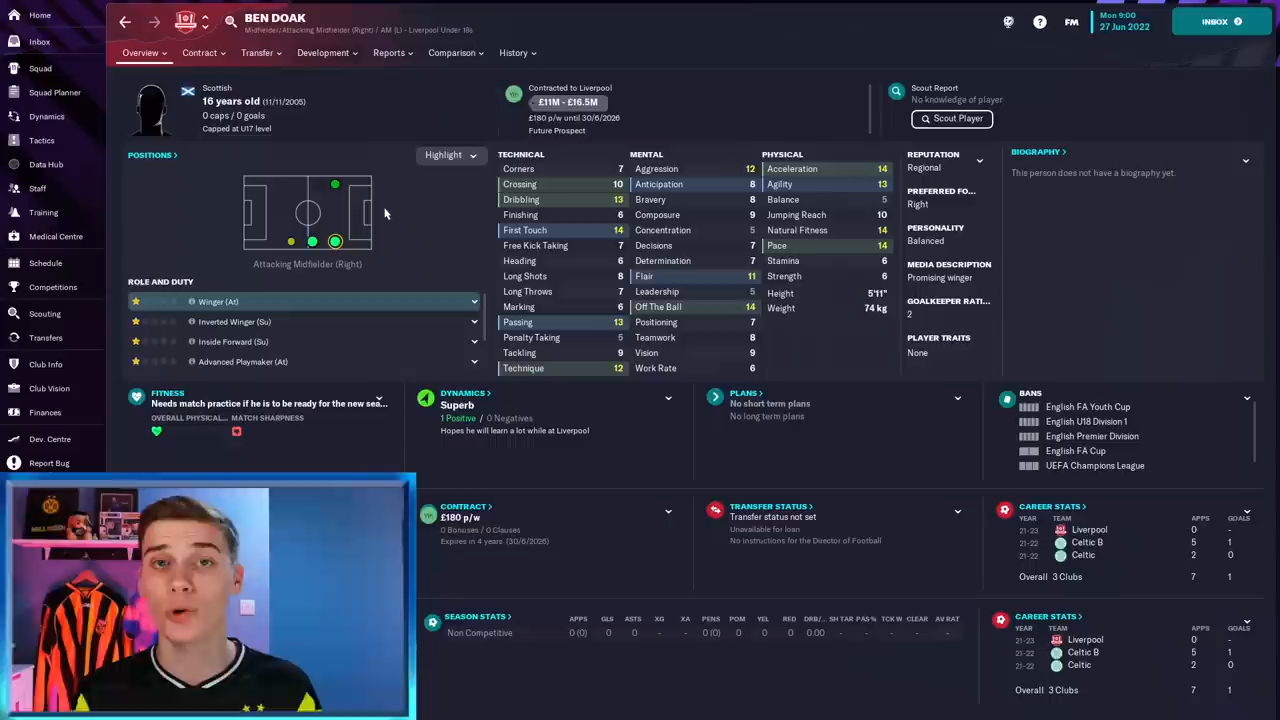 Home
Inbox
Squad
Squad Planner
Dynamics
Tactics
Data Hub
Staff
Training
Medical Centre
Schedule
Competitions
Scouting
Transfers
Club Info
Club Vision
Finances
Dev. Centre
Report Bug
BEN DOAK
Midfielder/Attacking Midfielder (Right) / AM (L) - Liverpool Under 18s
FM
Mon 9:00
27 Jun 2022
INBOX
Overview
Contract
Transfer
Development
Reports
Comparison
History
Scottish
16 years old (11/11/2005)
0 caps / 0 goals
Capped at U17 level
Contracted to Liverpool
£11M - £16.5M
£180 p/w until 30/6/2026
Future Prospect
Scout Report
No knowledge of player
Scout Player
POSITIONS
Highlight
Attacking Midfielder (Right)
ROLE AND DUTY
Winger (At)
Inverted Winger (Su)
Inside Forward (Su)
Advanced Playmaker (At)
TECHNICAL
Corners 7
Crossing 10
Dribbling 13
Finishing 6
First Touch 14
Free Kick Taking 7
Heading 6
Long Shots 8
Long Throws 7
Marking 6
Passing 13
Penalty Taking 5
Tackling 9
Technique 12
MENTAL
Aggression 12
Anticipation 8
Bravery 8
Composure 9
Concentration 5
Decisions 7
Determination 7
Flair 11
Leadership 5
Off The Ball 14
Positioning 7
Teamwork 8
Vision 9
Work Rate 6
PHYSICAL
Acceleration 14
Agility 13
Balance 5
Jumping Reach 10
Natural Fitness 14
Pace 14
Stamina 6
Strength 6
Height 5'11"
Weight 74 kg
REPUTATION
Regional
PREFERRED FO...
Right
PERSONALITY
Balanced
MEDIA DESCRIPTION
Promising winger
GOALKEEPER RATI...
2
PLAYER TRAITS
None
BIOGRAPHY
This person does not have a biography yet.
FITNESS
Needs match practice if he is to be ready for the new sea...
OVERALL PHYSICAL... MATCH SHARPNESS
DYNAMICS
Superb
1 Positive / 0 Negatives
Hopes he will learn a lot while at Liverpool
PLANS
No short term plans
No long term plans
BANS
English FA Youth Cup
English U18 Division 1
English Premier Division
English FA Cup
UEFA Champions League
CONTRACT
£180 p/w
0 Bonuses / 0 Clauses
Expires in 4 years (30/6/2026)
TRANSFER STATUS
Transfer status not set
Unavailable for loan
No instructions for the Director of Football
CAREER STATS
YEAR TEAM APPS GOALS
21-23 Liverpool 0 -
21-22 Celtic B 5 1
21-22 Celtic 2 0
Overall 3 Clubs 7 1
SEASON STATS APPS GLS ASTS XG XA PENS POM YEL RED DRB/... SH TAR PAS % TCK W CLEAR AV RAT
Non Competitive 0 (0) 0 0 - - 0 (0) 0 0 0 0.00 - - - - -
CAREER STATS
YEAR TEAM APPS GOALS
21-23 Liverpool 0 -
21-22 Celtic B 5 1
21-22 Celtic 2 0
Overall 3 Clubs 7 1